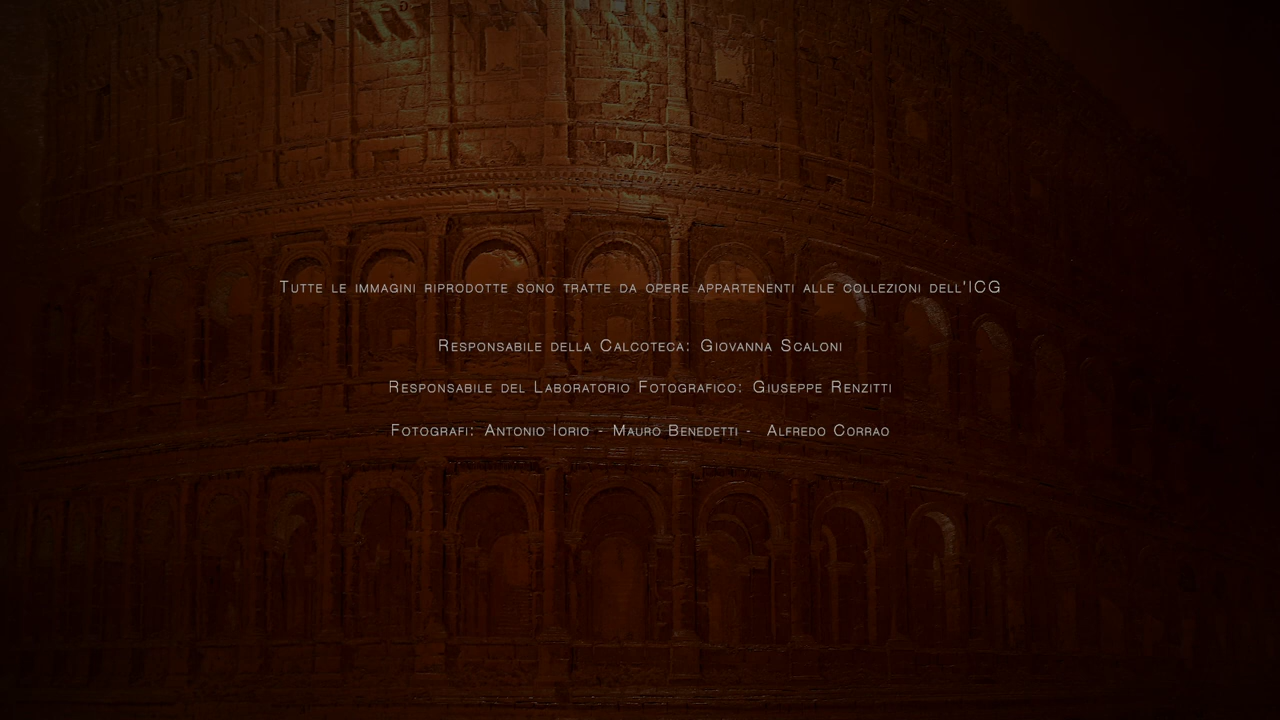 Tutte le immagini riprodotte sono tratte da opere appartenenti alle collezioni dell'ICG
Responsabile della Calcoteca: Giovanna Scaloni
Responsabile del Laboratorio Fotografico: Giuseppe Renzitti
Fotografi: Antonio Iorio - Mauro Benedetti - Alfredo Corrao